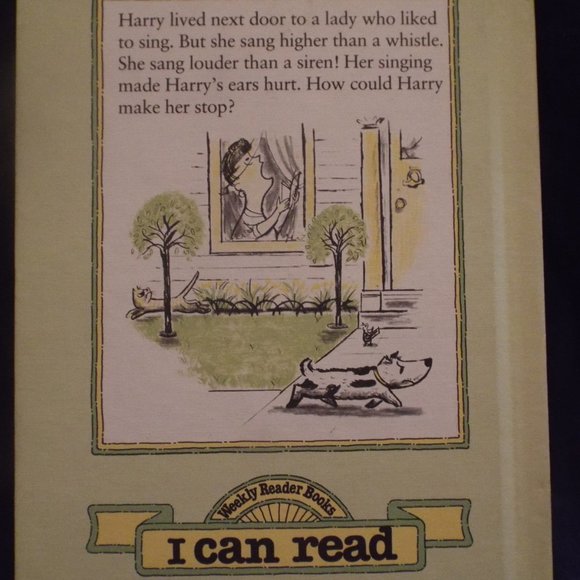 Harry lived next door to a lady who liked
to sing. But she sang higher than a whistle.
She sang louder than a siren! Her singing
made Harry's ears hurt. How could Harry
make her stop?
Weekly Reader Books
I can read